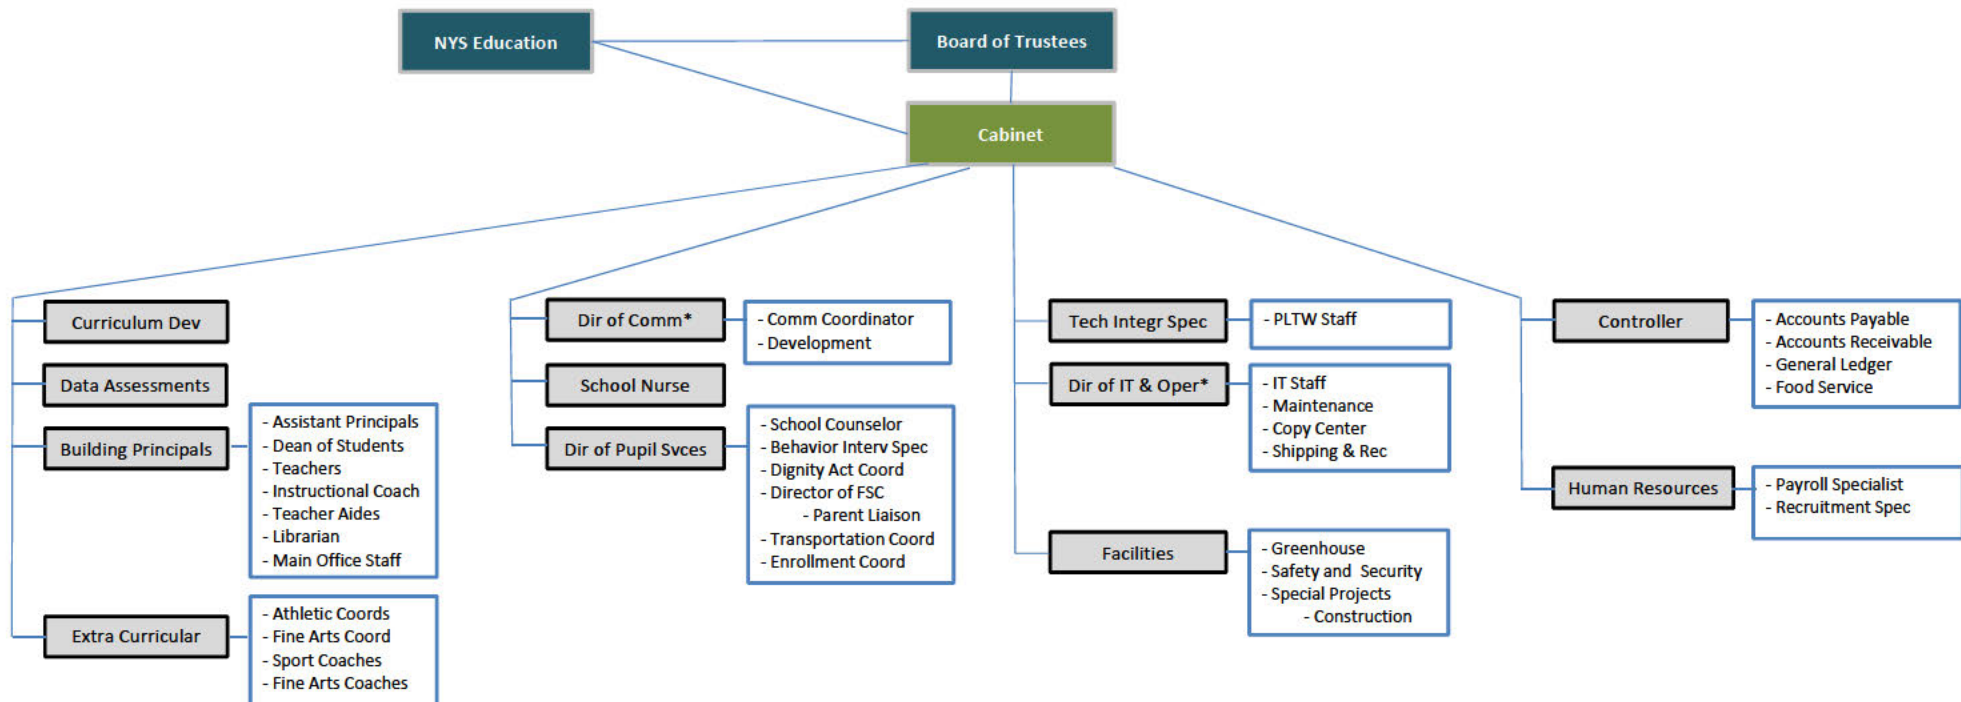 NYS Education
Board of Trustees
Cabinet
Curriculum Dev
Data Assessments
Building Principals
- Assistant Principals
- Dean of Students
- Teachers
- Instructional Coach
- Teacher Aides
- Librarian
- Main Office Staff
Extra Curricular
- Athletic Coords
- Fine Arts Coord
- Sport Coaches
- Fine Arts Coaches
Dir of Comm*
- Comm Coordinator
- Development
School Nurse
Dir of Pupil Svces
- School Counselor
- Behavior Interv Spec
- Dignity Act Coord
- Director of FSC
- Parent Liaison
- Transportation Coord
- Enrollment Coord
Tech Integr Spec
- PLTW Staff
Dir of IT & Oper*
- IT Staff
- Maintenance
- Copy Center
- Shipping & Rec
Facilities
- Greenhouse
- Safety and Security
- Special Projects
- Construction
Controller
- Accounts Payable
- Accounts Receivable
- General Ledger
- Food Service
Human Resources
- Payroll Specialist
- Recruitment Spec